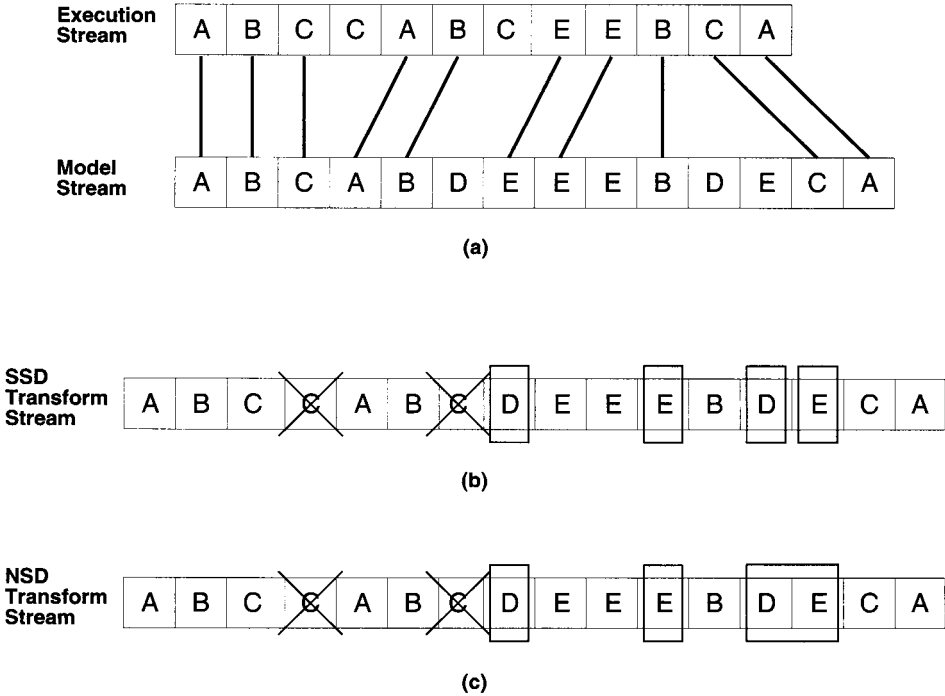 Execution Stream A B C C A B C E E B C A
Model Stream A B C A B D E E E B D E C A
(a)
SSD Transform Stream A B C C A B C D E E E B D E C A
(b)
NSD Transform Stream A B C C A B C D E E E B D E C A
(c)